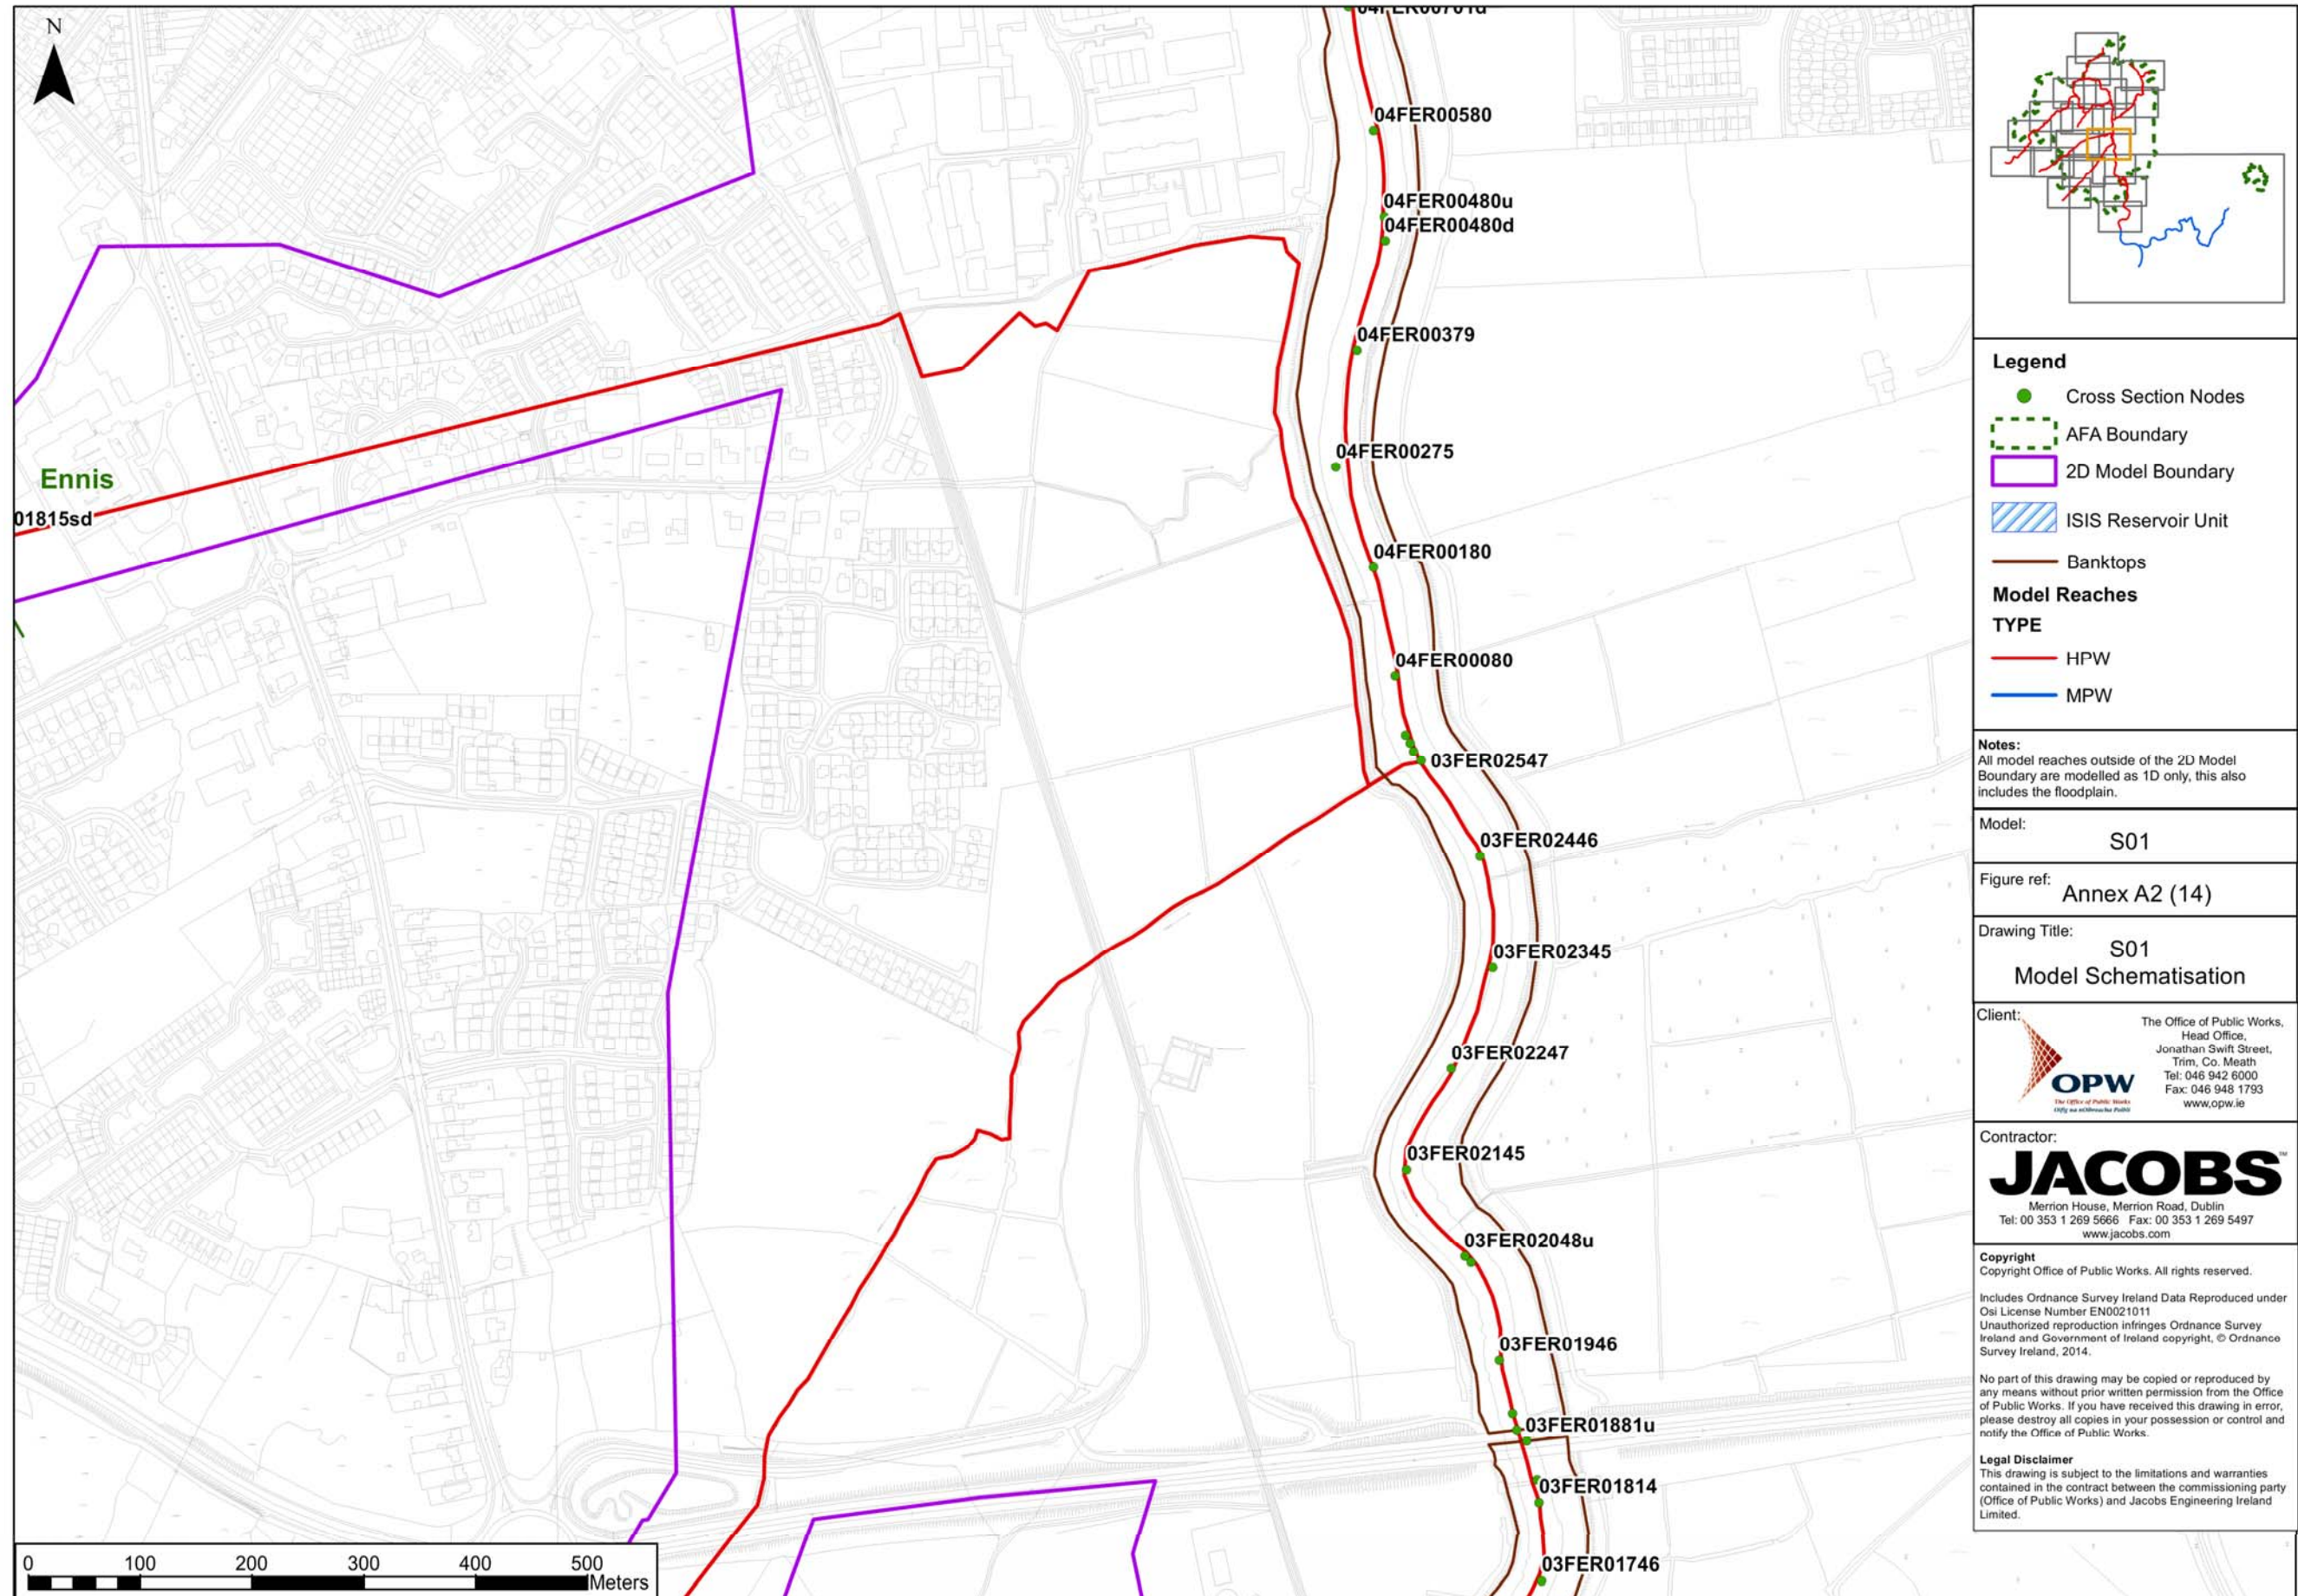 N
04FER00701d
04FER00580
04FER00480u
04FER00480d
04FER00379
04FER00275
04FER00180
04FER00080
03FER02547
03FER02446
03FER02345
03FER02247
03FER02145
03FER02048u
03FER01946
03FER01881u
03FER01814
03FER01746
Ennis
01815sd
0 100 200 300 400 500
Meters
Legend
Cross Section Nodes
AFA Boundary
2D Model Boundary
ISIS Reservoir Unit
Banktops
Model Reaches
TYPE
HPW
MPW
Notes:
All model reaches outside of the 2D Model
Boundary are modelled as 1D only, this also
includes the floodplain.
Model:
S01
Figure ref:
Annex A2 (14)
Drawing Title:
S01
Model Schematisation
Client:
OPW
The Office of Public Works
Oifig na nOibreacha Poiblí
The Office of Public Works,
Head Office,
Jonathan Swift Street,
Trim, Co. Meath
Tel: 046 942 6000
Fax: 046 948 1793
www.opw.ie
Contractor:
JACOBS™
Merrion House, Merrion Road, Dublin
Tel: 00 353 1 269 5666 Fax: 00 353 1 269 5497
www.jacobs.com
Copyright
Copyright Office of Public Works. All rights reserved.
Includes Ordnance Survey Ireland Data Reproduced under
Osi License Number EN0021011
Unauthorized reproduction infringes Ordnance Survey
Ireland and Government of Ireland copyright, © Ordnance
Survey Ireland, 2014.
No part of this drawing may be copied or reproduced by
any means without prior written permission from the Office
of Public Works. If you have received this drawing in error,
please destroy all copies in your possession or control and
notify the Office of Public Works.
Legal Disclaimer
This drawing is subject to the limitations and warranties
contained in the contract between the commissioning party
(Office of Public Works) and Jacobs Engineering Ireland
Limited.